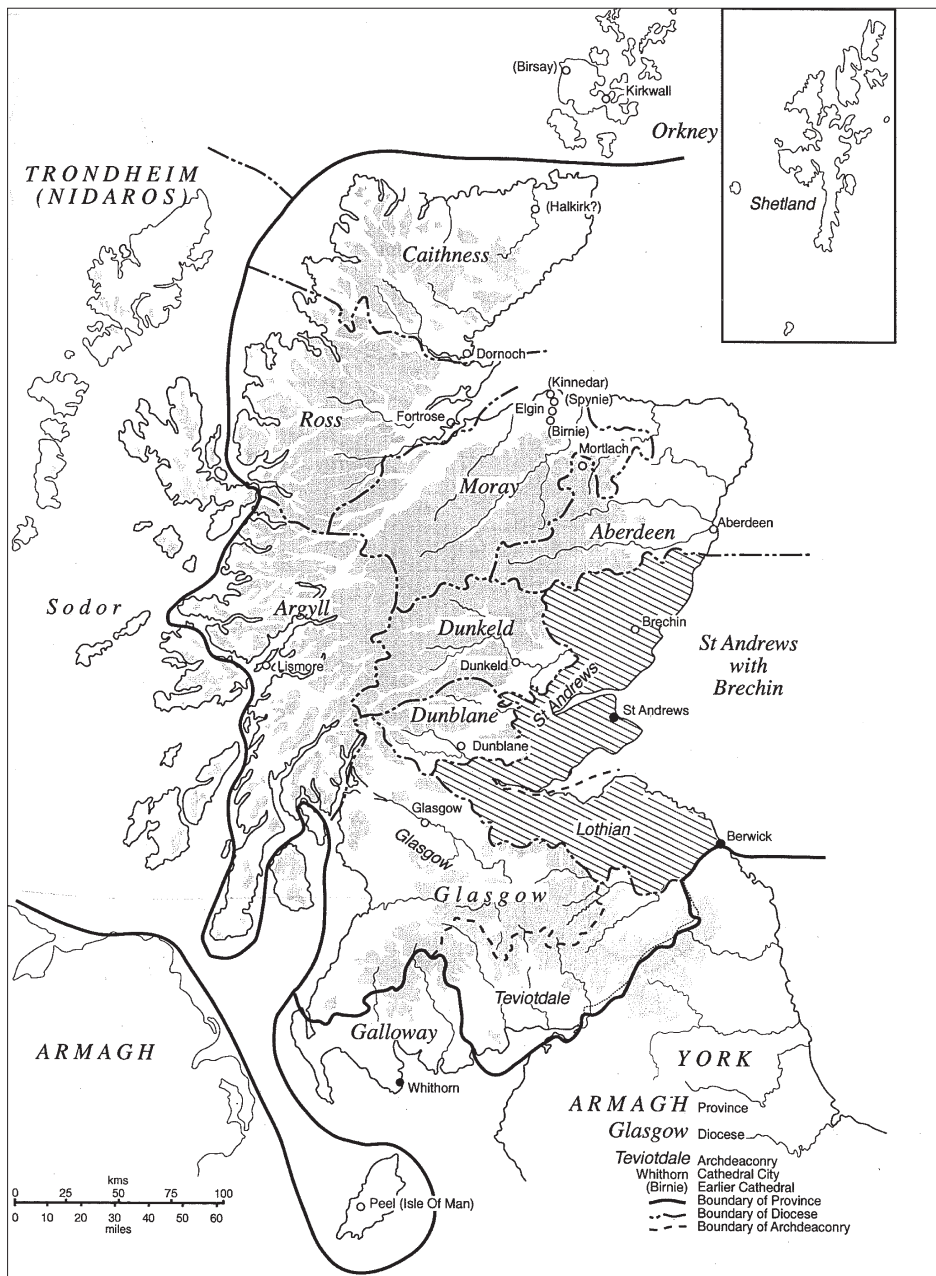 (Birsay)
Kirkwall
Orkney
Shetland
TRONDHEIM
(NIDAROS)
(Halkirk?)
Caithness
Dornoch
(Kinnedar)
(Spynie)
Elgin
(Birnie)
Fortrose
Ross
Mortlach
Moray
Aberdeen
Aberdeen
Sodor
Argyll
Lismore
Dunkeld
Dunkeld
Brechin
St Andrews
with
Brechin
St Andrews
St Andrews
Dunblane
Dunblane
Glasgow
Glasgow
Lothian
Berwick
Glasgow
Teviotdale
Galloway
Whithorn
ARMAGH
YORK
Peel (Isle Of Man)
ARMAGH Province
Glasgow Diocese
Teviotdale Archdeaconry
Whithorn Cathedral City
(Birnie) Earlier Cathedral
Boundary of Province
Boundary of Diocese
Boundary of Archdeaconry
kms
0 25 50 75 100
0 10 20 30 40 50 60
miles